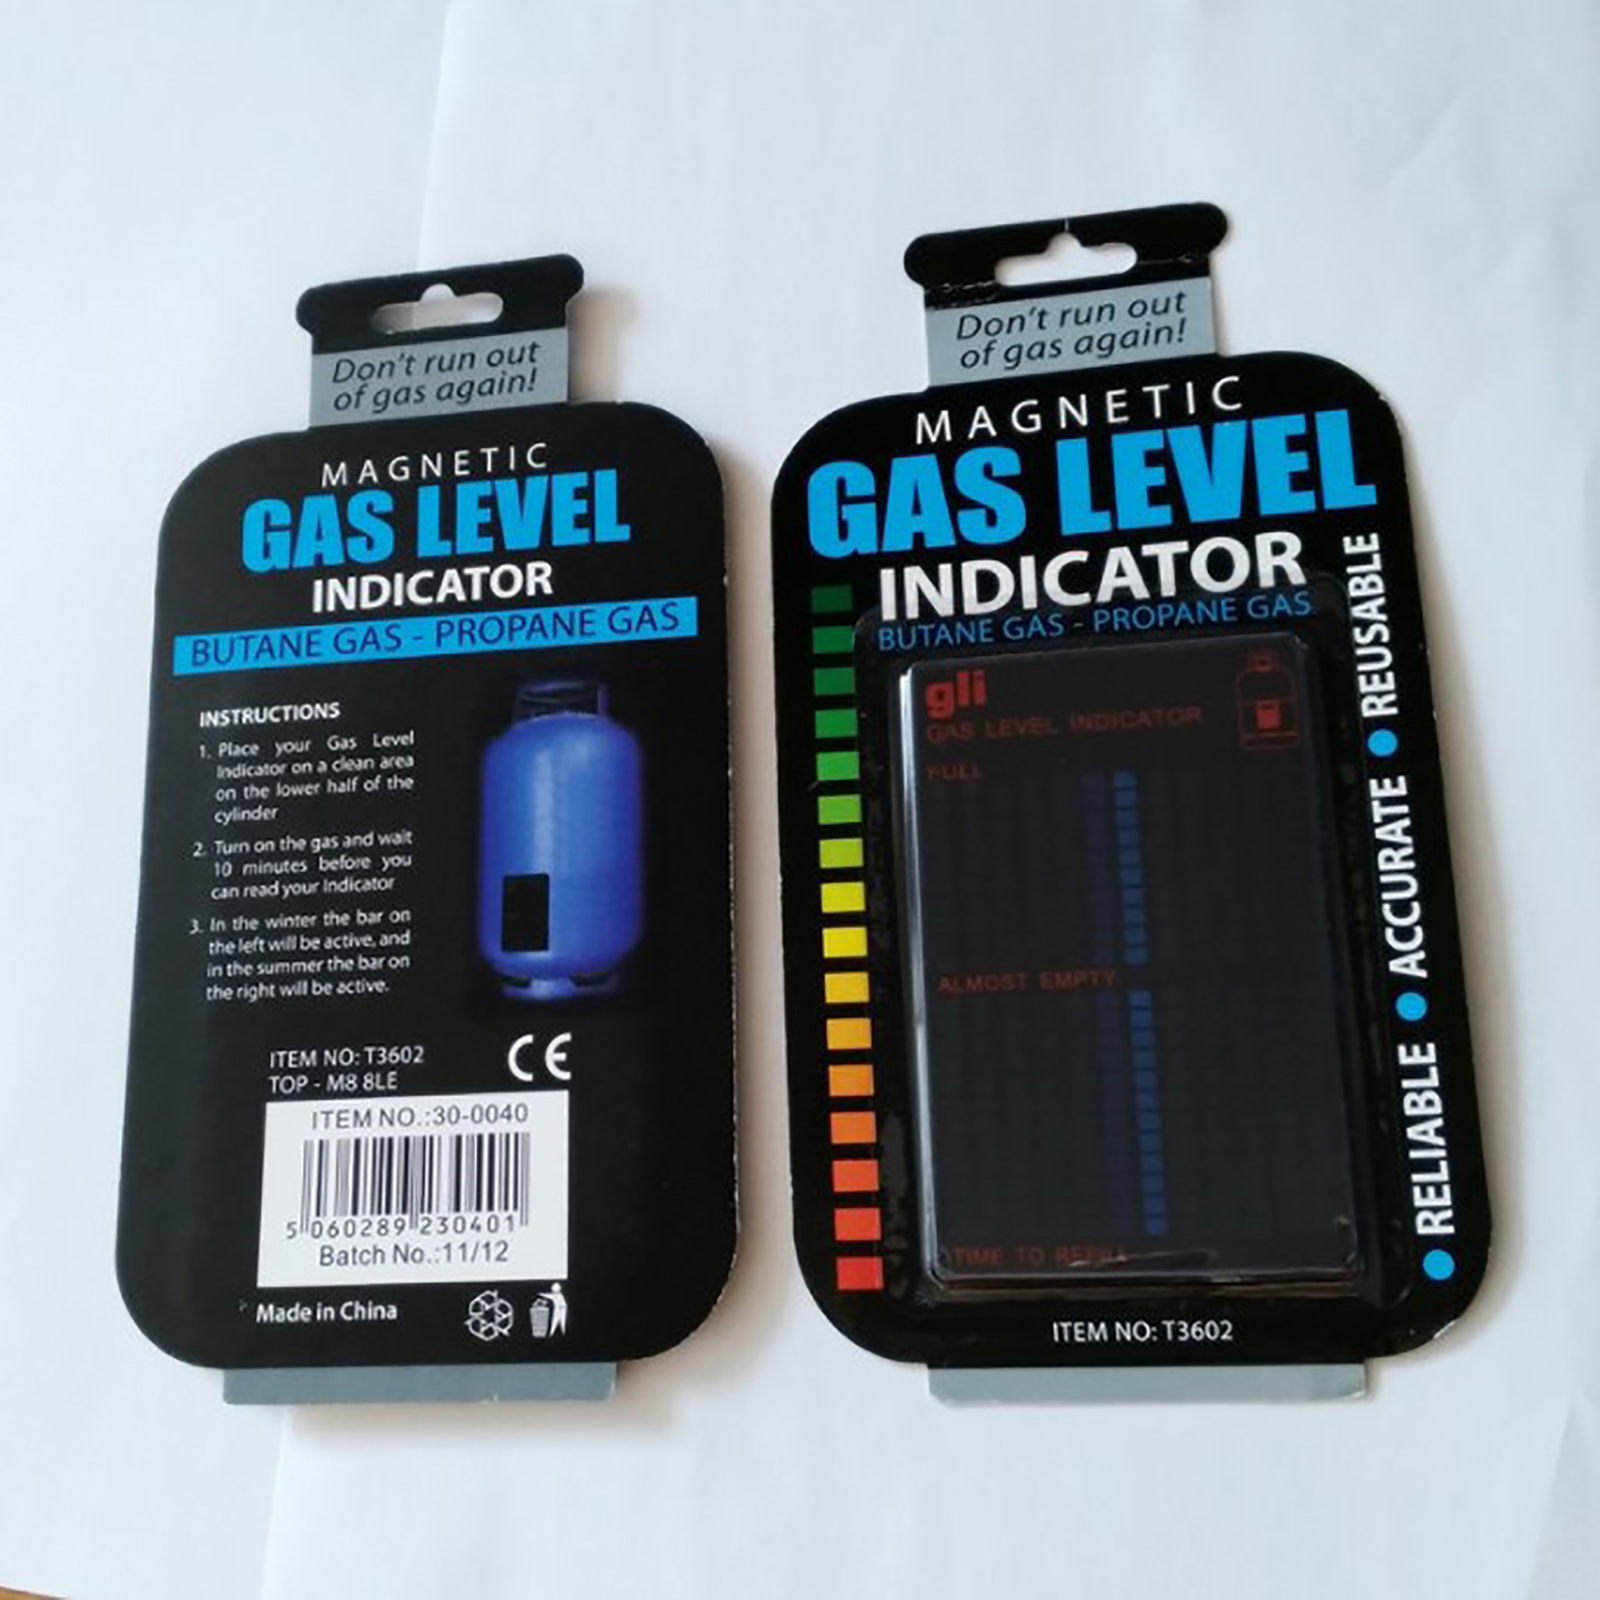 Don't run out
of gas again!
MAGNETIC
GAS LEVEL
INDICATOR
BUTANE GAS - PROPANE GAS
INSTRUCTIONS
1. Place your Gas Level
Indicator on a clean area
on the lower half of the
cylinder
2. Turn on the gas and wait
10 minutes before you
can read your Indicator
3. In the winter the bar on
the left will be active, and
in the summer the bar on
the right will be active.
ITEM NO: T3602
TOP - M8 8LE
CE
ITEM NO.:30-0040
5 060289 230401
Batch No.:11/12
Made in China
Don't run out
of gas again!
MAGNETIC
GAS LEVEL
INDICATOR
BUTANE GAS - PROPANE GAS
gli
GAS LEVEL INDICATOR
FULL
ALMOST EMPTY
TIME TO REFILL
RELIABLE ● ACCURATE ● REUSABLE
ITEM NO: T3602